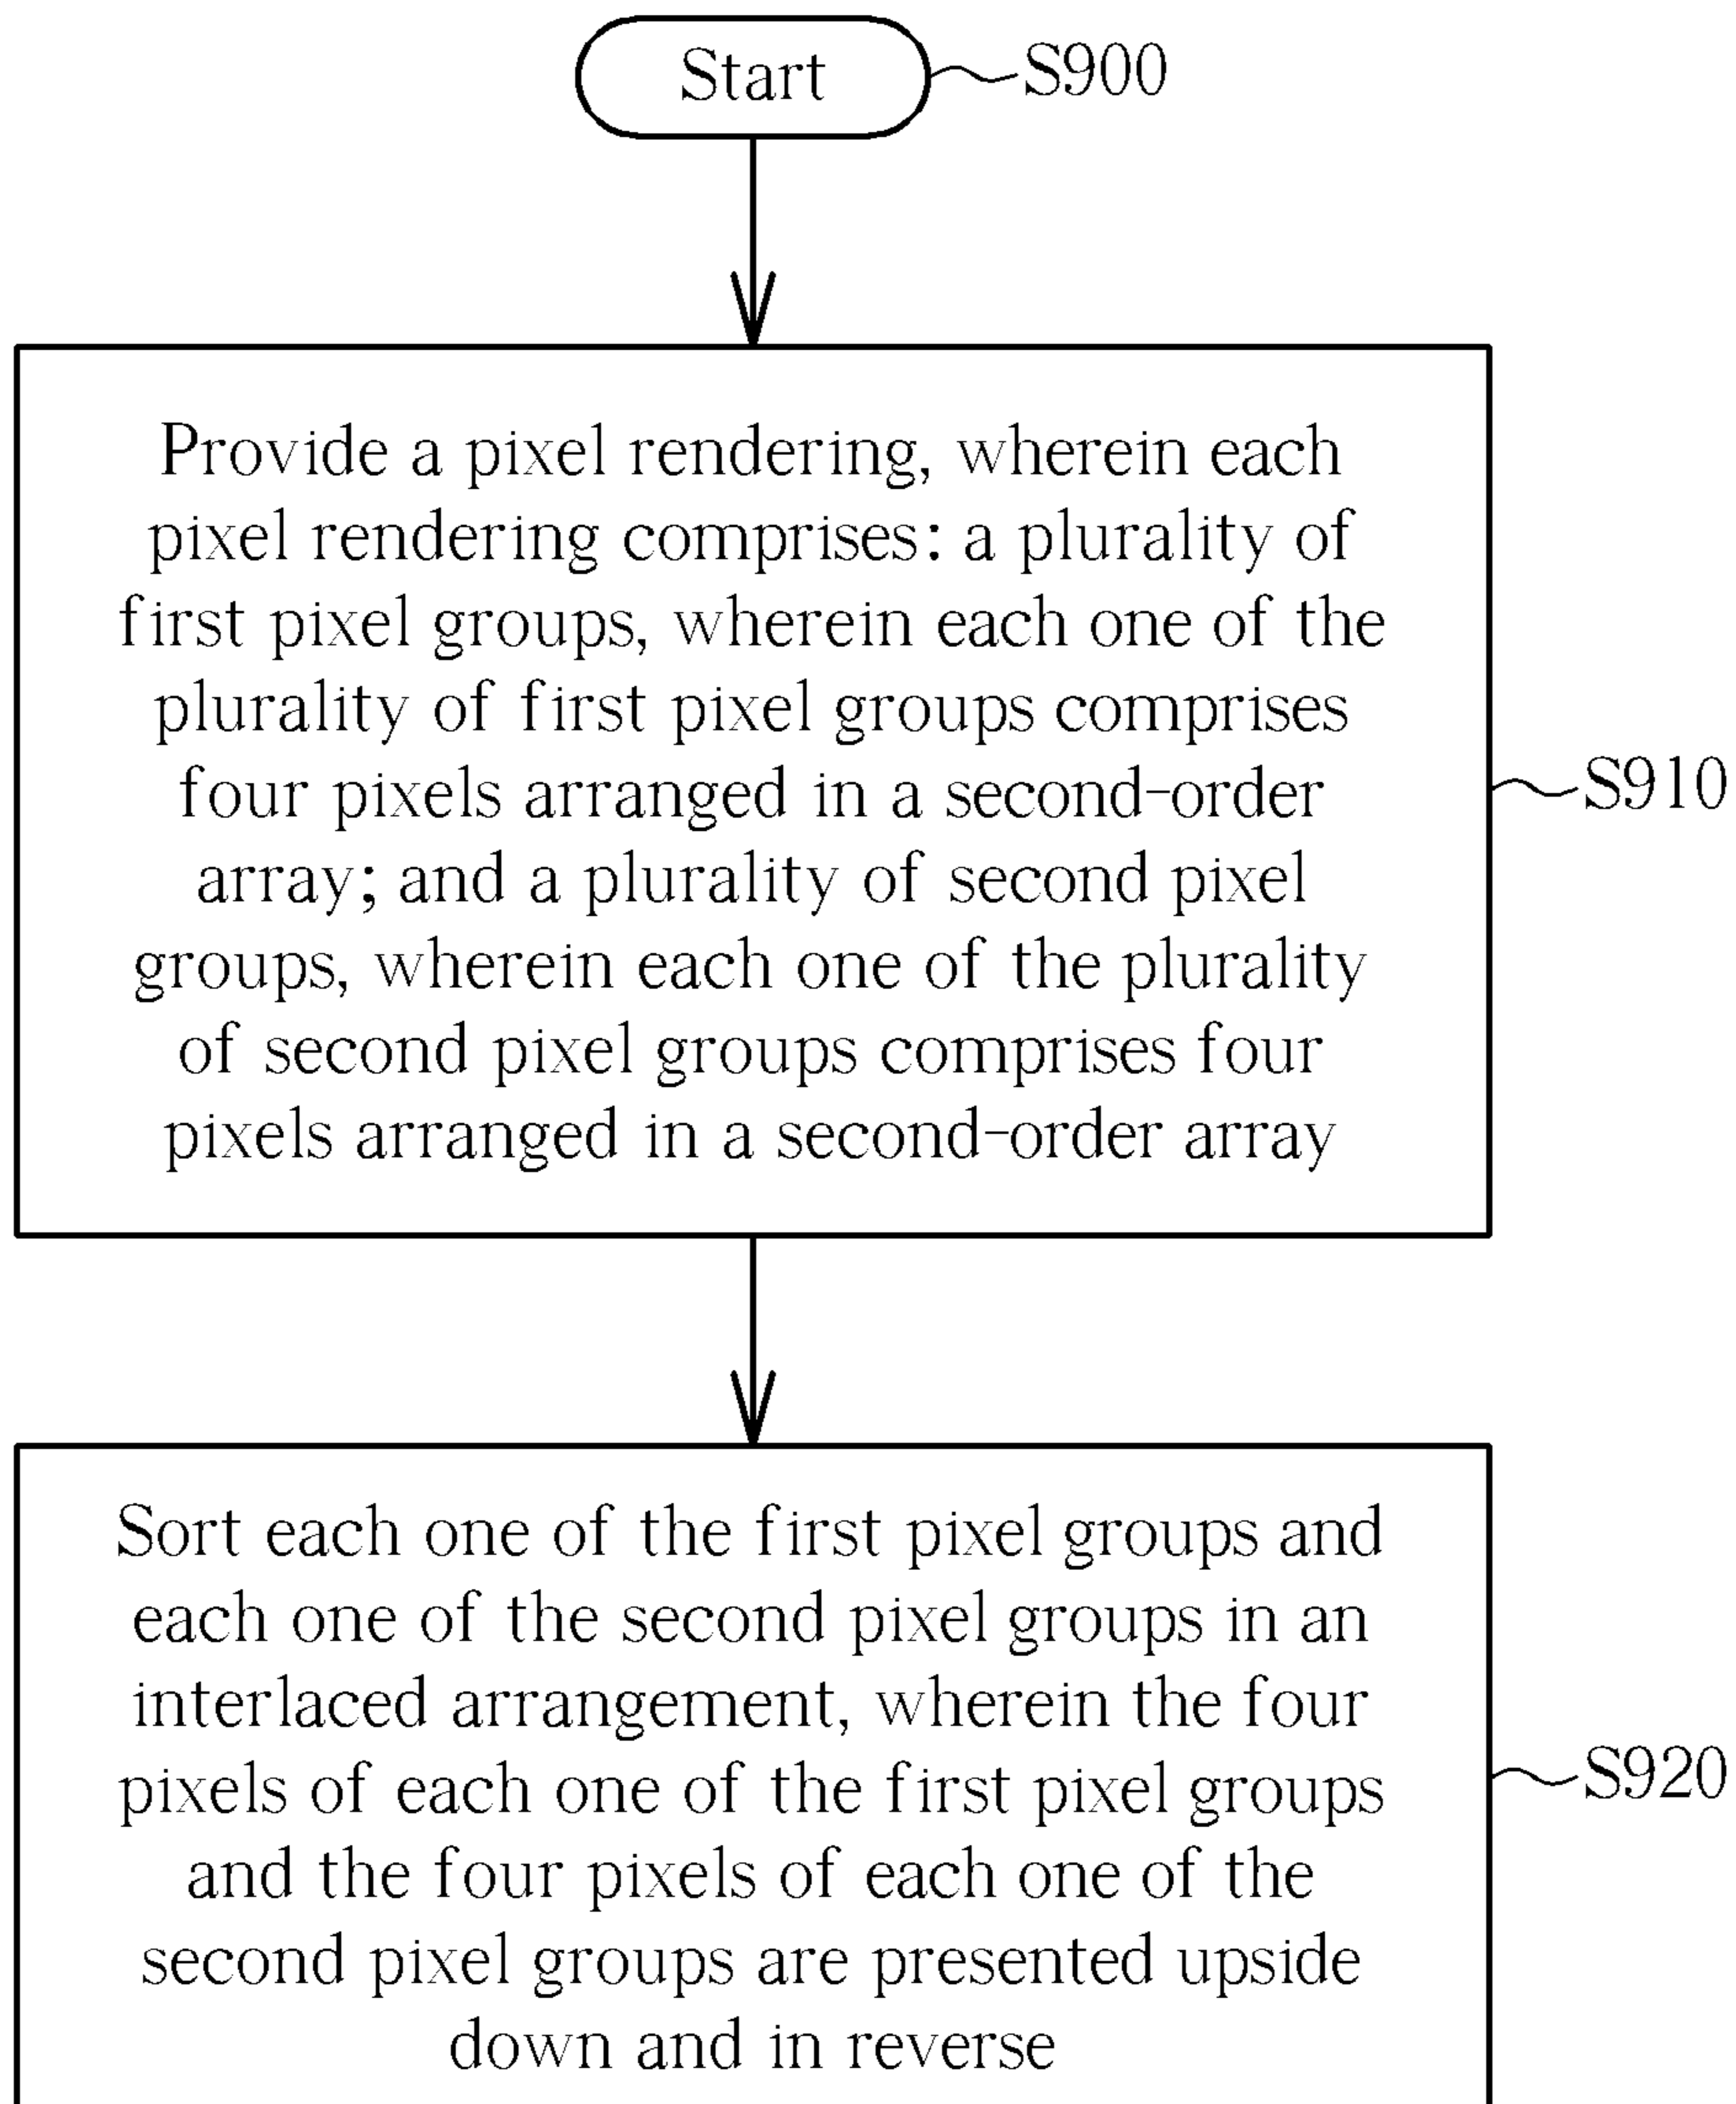 Start
S900
Provide a pixel rendering, wherein each
pixel rendering comprises: a plurality of
first pixel groups, wherein each one of the
plurality of first pixel groups comprises
four pixels arranged in a second-order
array; and a plurality of second pixel
groups, wherein each one of the plurality
of second pixel groups comprises four
pixels arranged in a second-order array
S910
Sort each one of the first pixel groups and
each one of the second pixel groups in an
interlaced arrangement, wherein the four
pixels of each one of the first pixel groups
and the four pixels of each one of the
second pixel groups are presented upside
down and in reverse
S920